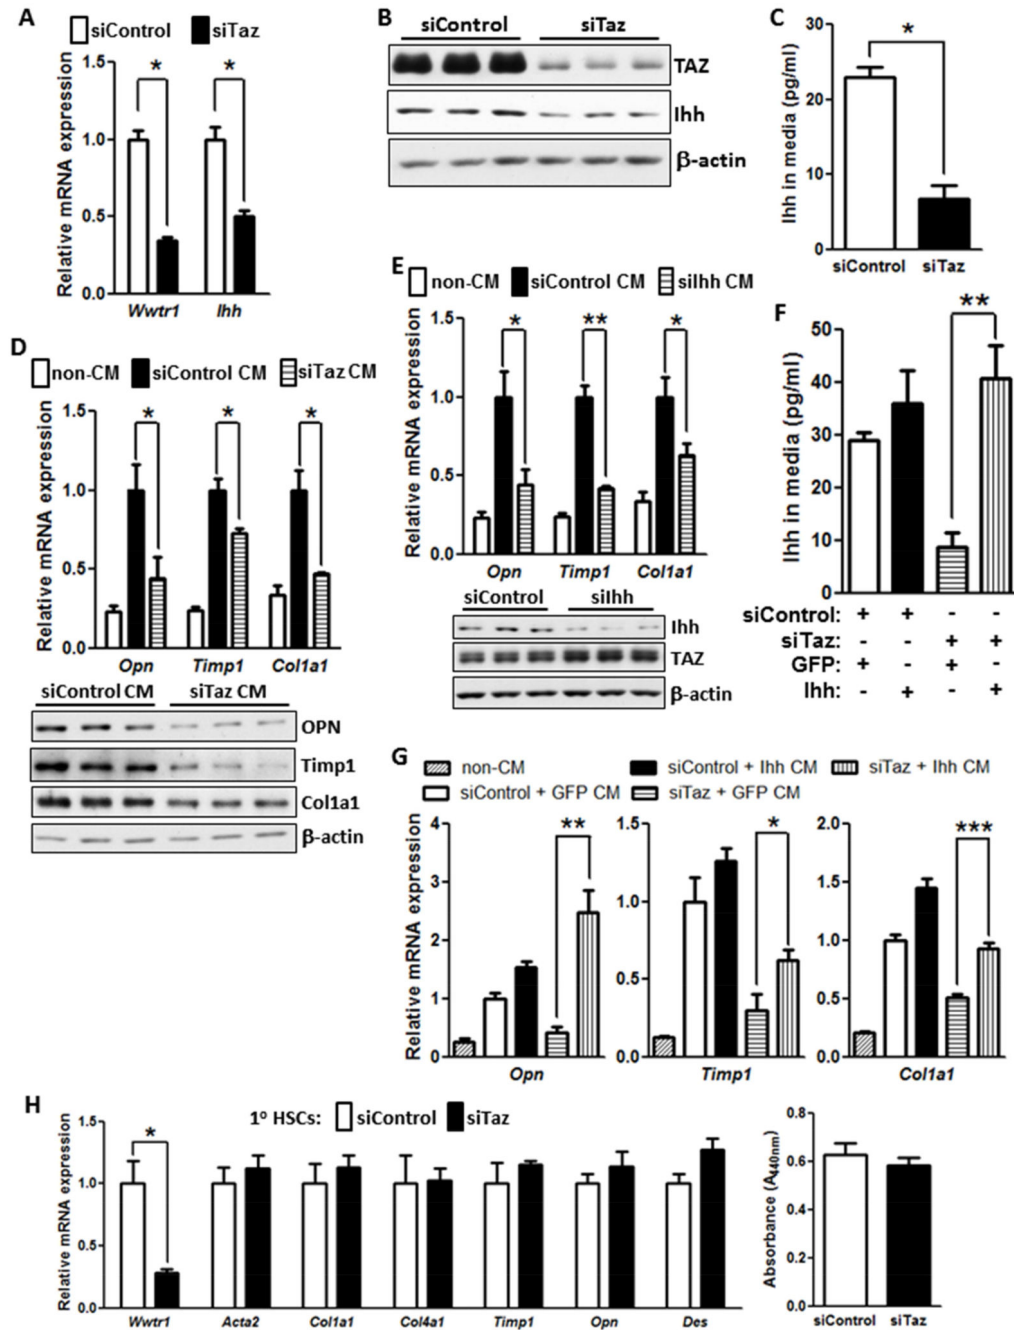 A
siControl siTaz
Relative mRNA expression
1.5
1.0
0.5
0.0
* *
Wwtr1 Ihh
B
siControl siTaz
TAZ
Ihh
β-actin
C
Ihh in media (pg/ml)
30
20
10
0
*
siControl siTaz
D
non-CM siControl CM siTaz CM
Relative mRNA expression
1.5
1.0
0.5
0.0
* * *
Opn Timp1 Col1a1
siControl CM siTaz CM
OPN
Timp1
Col1a1
β-actin
E
non-CM siControl CM siIhh CM
Relative mRNA expression
1.5
1.0
0.5
0.0
* ** *
Opn Timp1 Col1a1
siControl siIhh
Ihh
TAZ
β-actin
F
Ihh in media (pg/ml)
50
40
30
20
10
0
**
siControl: + + - -
siTaz: - - + +
GFP: + - + -
Ihh: - + - +
G
non-CM siControl + Ihh CM siTaz + Ihh CM
siControl + GFP CM siTaz + GFP CM
Relative mRNA expression
4
3
2
1
0
**
Opn
1.5
1.0
0.5
0.0
*
Timp1
2.0
1.5
1.0
0.5
0.0
***
Col1a1
H
1° HSCs: siControl siTaz
Relative mRNA expression
1.5
1.0
0.5
0.0
*
Wwtr1 Acta2 Col1a1 Col4a1 Timp1 Opn Des
Absorbance (A440nm)
0.8
0.6
0.4
0.2
0.0
siControl siTaz